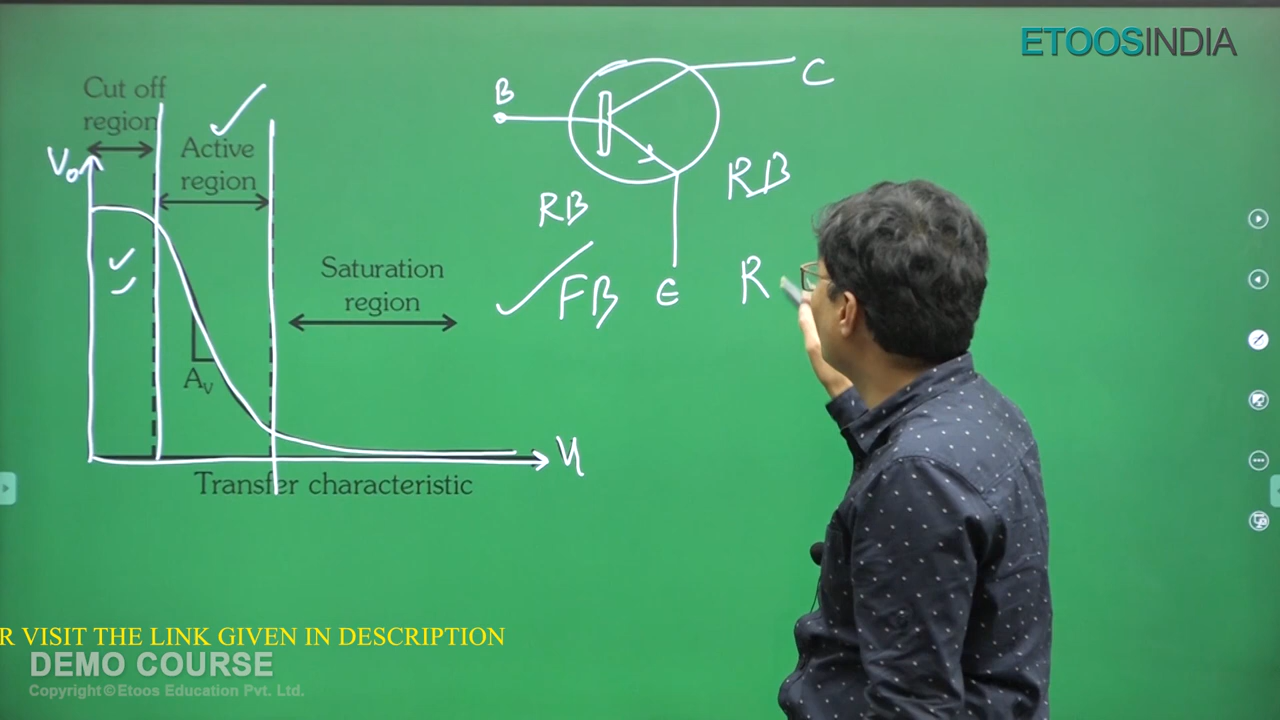 ETOOSINDIA
Cut off
region
Active
region
V₀
Saturation
region
Aᵥ
Transfer characteristic
B
C
RB
RB
FB
E
R
R VISIT THE LINK GIVEN IN DESCRIPTION
DEMO COURSE
Copyright © Etoos Education Pvt. Ltd.